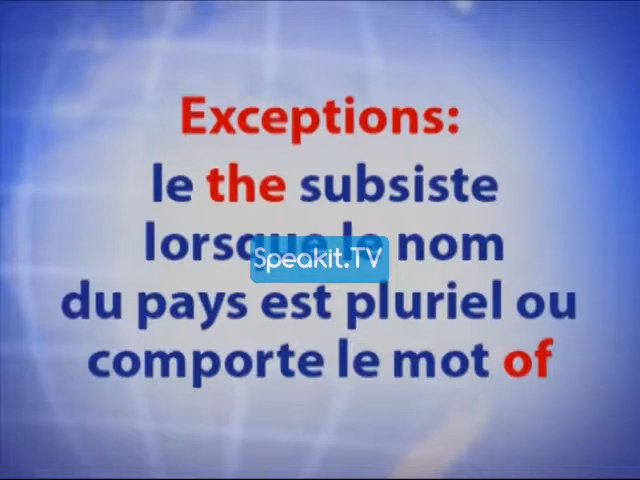 Exceptions:
le the subsiste
lorsque le nom
Speakit.TV
du pays est pluriel ou
comporte le mot of